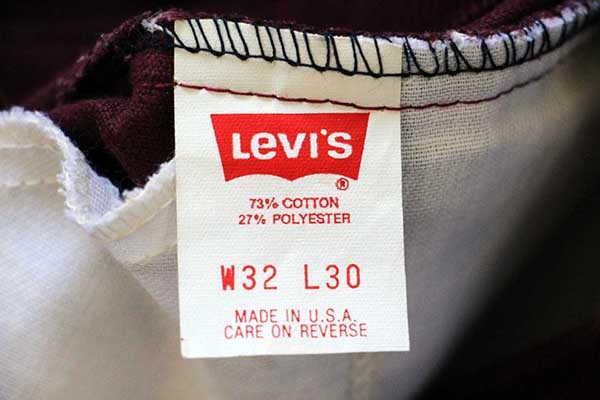 Levi's
®
73% COTTON
27% POLYESTER
W32 L30
MADE IN U.S.A.
CARE ON REVERSE